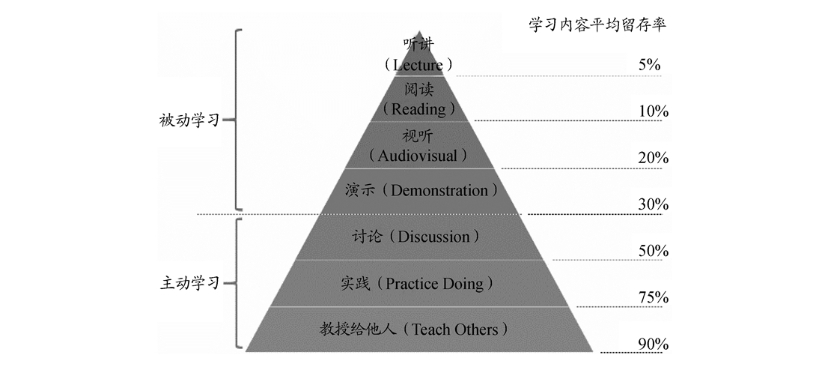 学习内容平均留存率
听讲
（Lecture）
5%
阅读
（Reading）
10%
被动学习
视听
（Audiovisual）
20%
演示（Demonstration）
30%
讨论（Discussion）
50%
主动学习
实践（Practice Doing）
75%
教授给他人（Teach Others）
90%